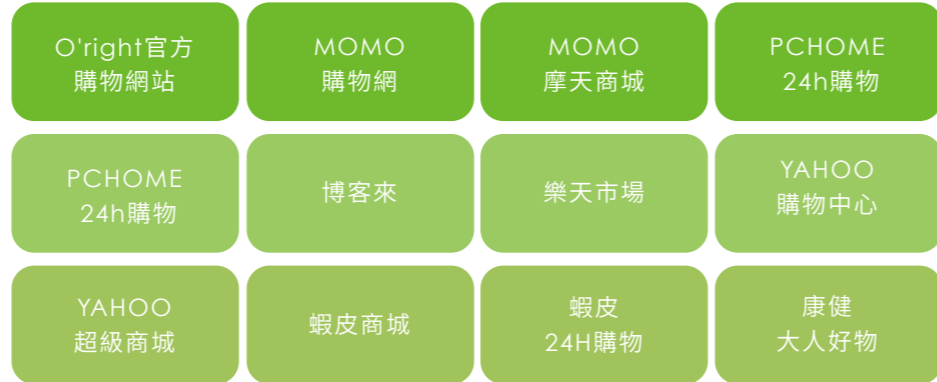 O'right官方
購物網站
MOMO
購物網
MOMO
摩天商城
PCHOME
24h購物
PCHOME
24h購物
博客來
樂天市場
YAHOO
購物中心
YAHOO
超級商城
蝦皮商城
蝦皮
24H購物
康健
大人好物